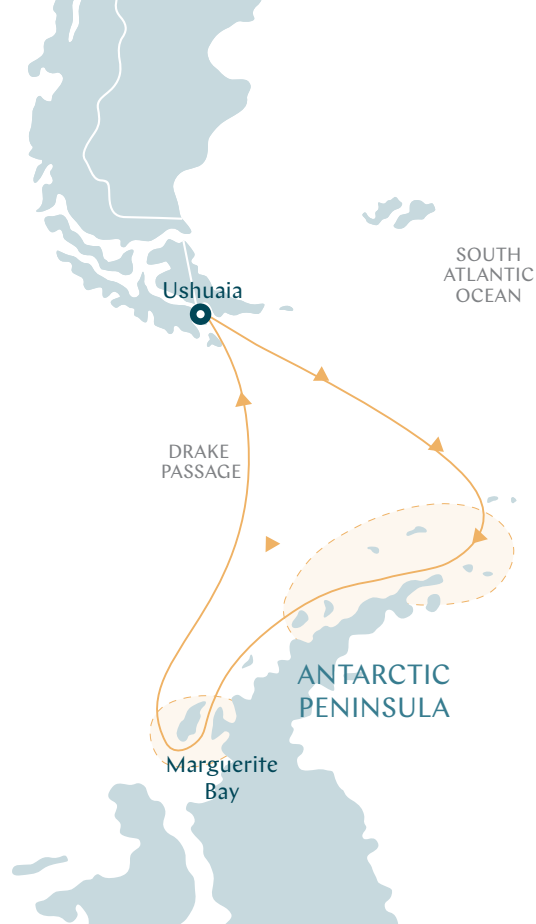 SOUTH
ATLANTIC
OCEAN
Ushuaia
DRAKE
PASSAGE
ANTARCTIC
PENINSULA
Marguerite
Bay